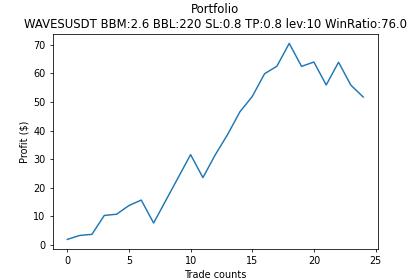 Portfolio
WAVESUSDT BBM:2.6 BBL:220 SL:0.8 TP:0.8 lev:10 WinRatio:76.0
70
60
50
40
30
20
10
0
Profit ($)
0 5 10 15 20 25
Trade counts